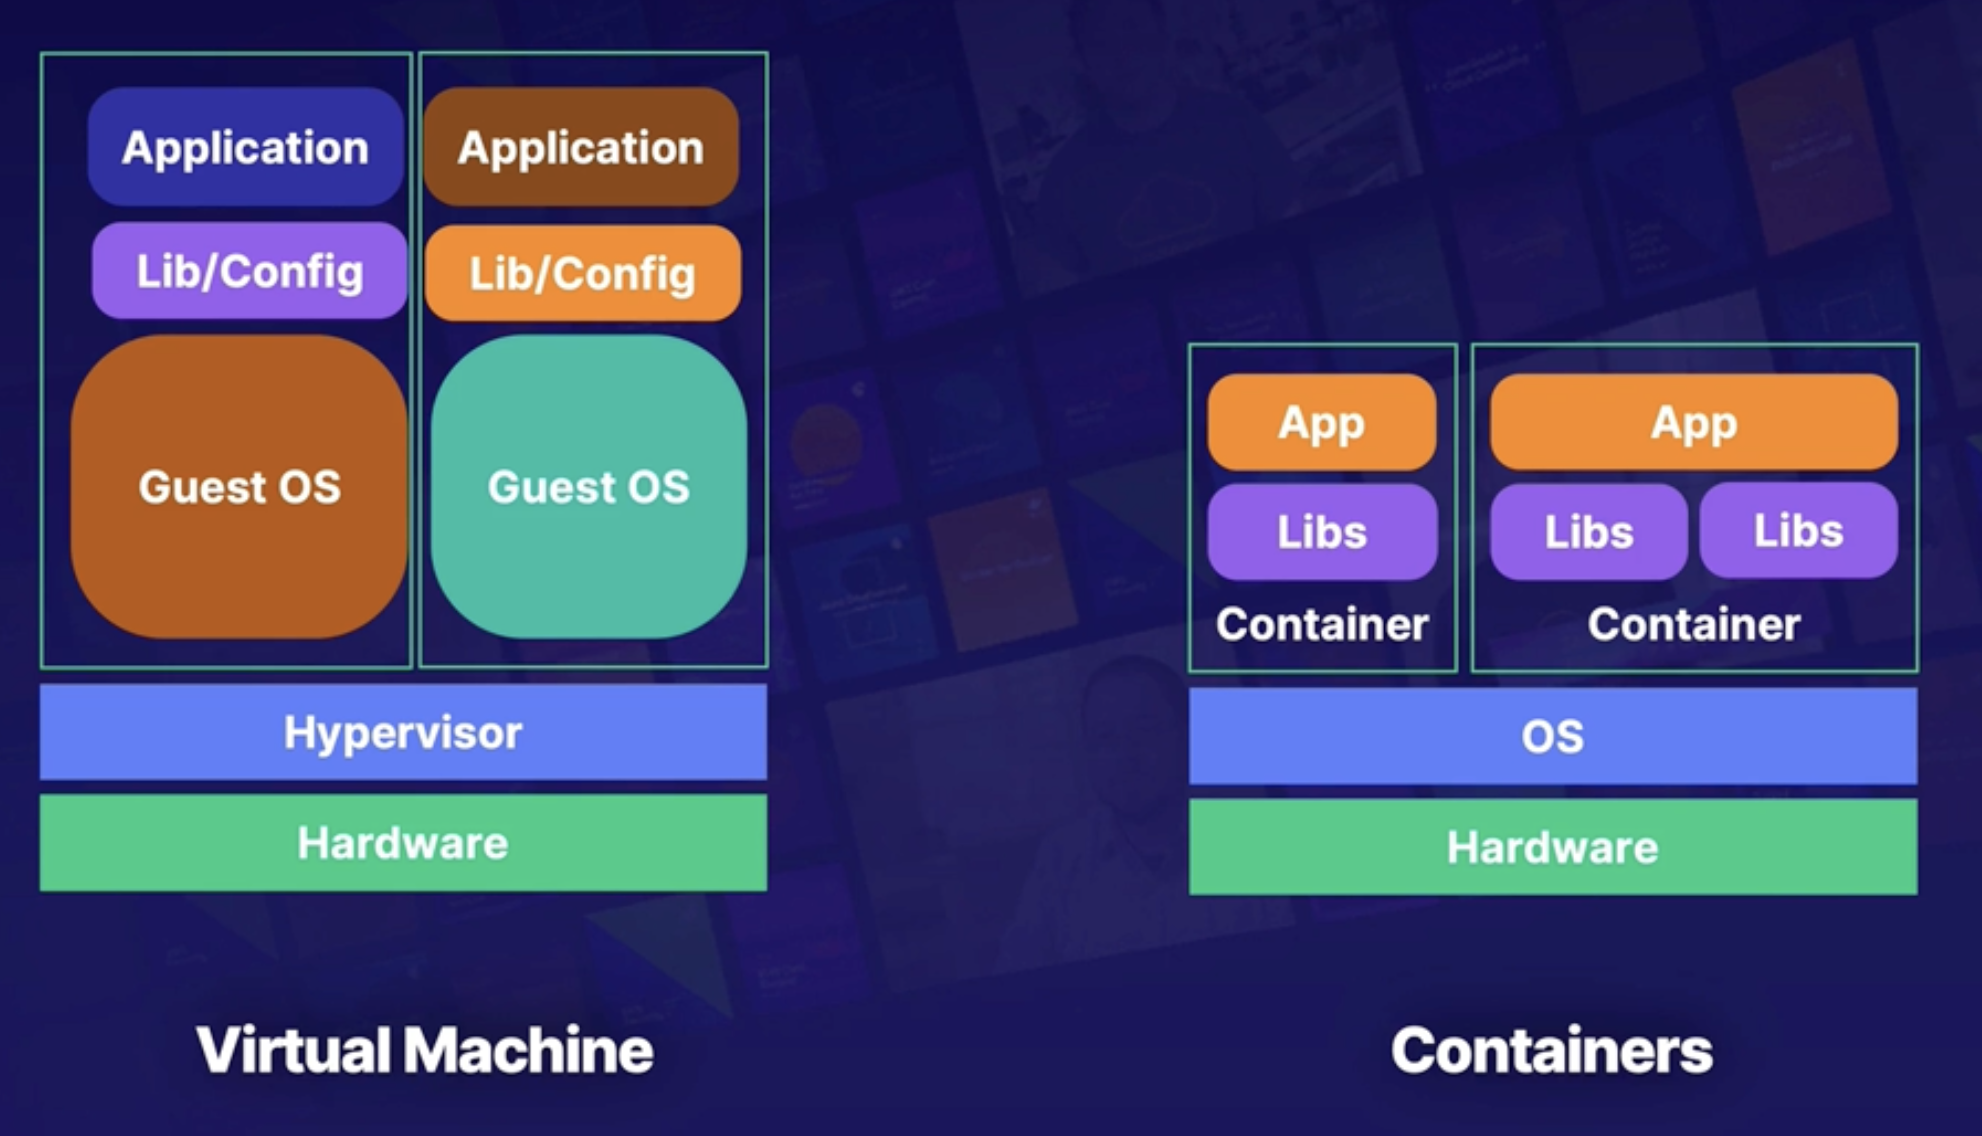 Application
Lib/Config
Guest OS
Application
Lib/Config
Guest OS
Hypervisor
Hardware
Virtual Machine
App
Libs
Container
App
Libs
Libs
Container
OS
Hardware
Containers